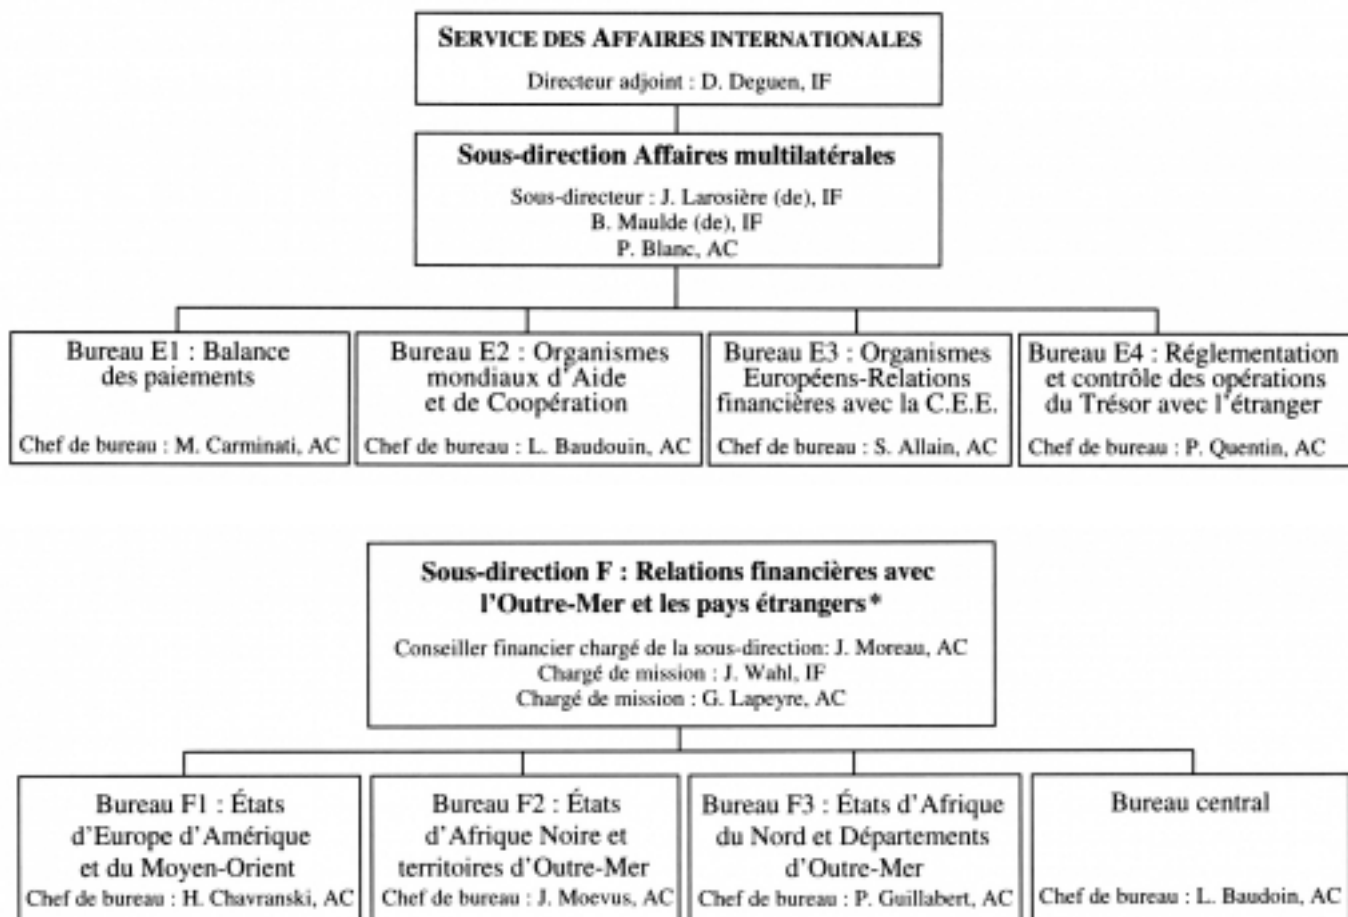 SERVICE DES AFFAIRES INTERNATIONALES
Directeur adjoint : D. Deguen, IF
Sous-direction Affaires multilatérales
Sous-directeur : J. Larosière (de), IF
B. Maulde (de), IF
P. Blanc, AC
Bureau E1 : Balance
des paiements
Chef de bureau : M. Carminati, AC
Bureau E2 : Organismes
mondiaux d'Aide
et de Coopération
Chef de bureau : L. Baudouin, AC
Bureau E3 : Organismes
Européens-Relations
financières avec la C.E.E.
Chef de bureau : S. Allain, AC
Bureau E4 : Réglementation
et contrôle des opérations
du Trésor avec l'étranger
Chef de bureau : P. Quentin, AC
Sous-direction F : Relations financières avec
l'Outre-Mer et les pays étrangers*
Conseiller financier chargé de la sous-direction: J. Moreau, AC
Chargé de mission : J. Wahl, IF
Chargé de mission : G. Lapeyre, AC
Bureau F1 : États
d'Europe d'Amérique
et du Moyen-Orient
Chef de bureau : H. Chavranski, AC
Bureau F2 : États
d'Afrique Noire et
territoires d'Outre-Mer
Chef de bureau : J. Moevus, AC
Bureau F3 : États d'Afrique
du Nord et Départements
d'Outre-Mer
Chef de bureau : P. Guillabert, AC
Bureau central
Chef de bureau : L. Baudoin, AC